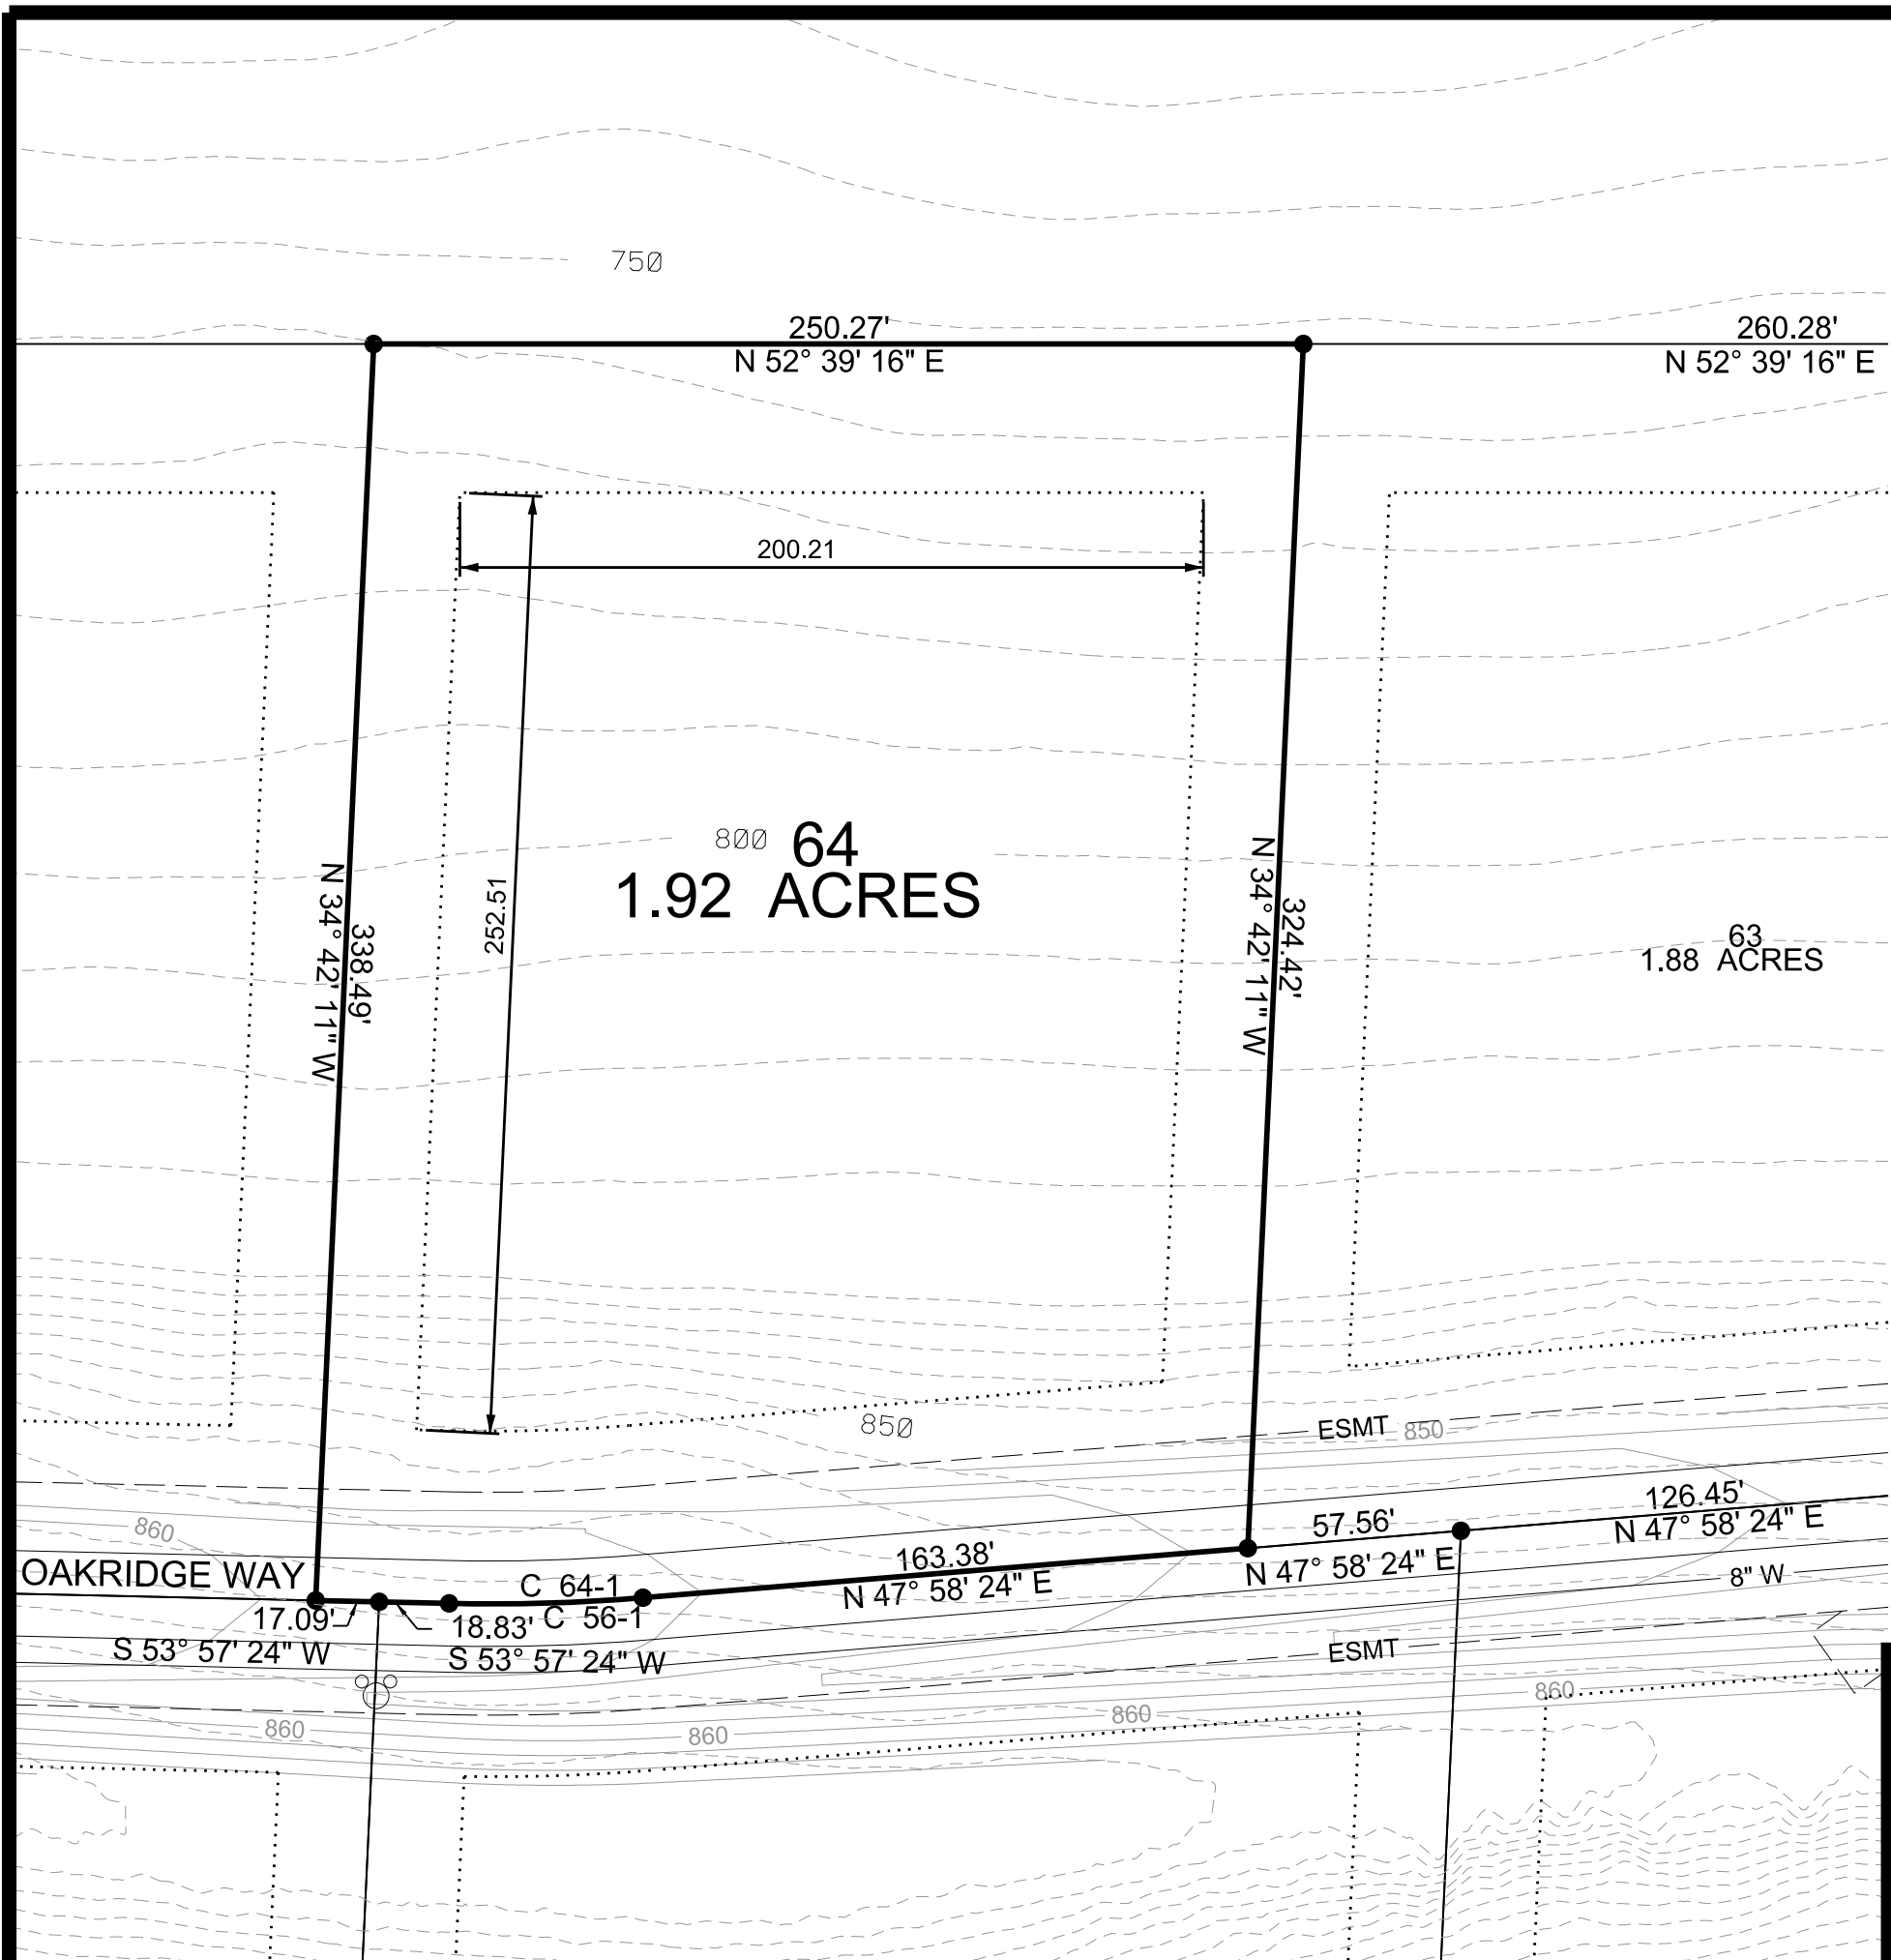 750
250.27'
N 52° 39' 16" E
260.28'
N 52° 39' 16" E
200.21
252.51
800
64
1.92 ACRES
N 34° 42' 11" W
338.49'
N 34° 42' 11" W
324.42'
63
1.88 ACRES
850
ESMT
850
860
OAKRIDGE WAY
17.09'
S 53° 57' 24" W
18.83'
S 53° 57' 24" W
C 64-1
C 56-1
163.38'
N 47° 58' 24" E
57.56'
N 47° 58' 24" E
126.45'
N 47° 58' 24" E
8" W
ESMT
860
860
860
860